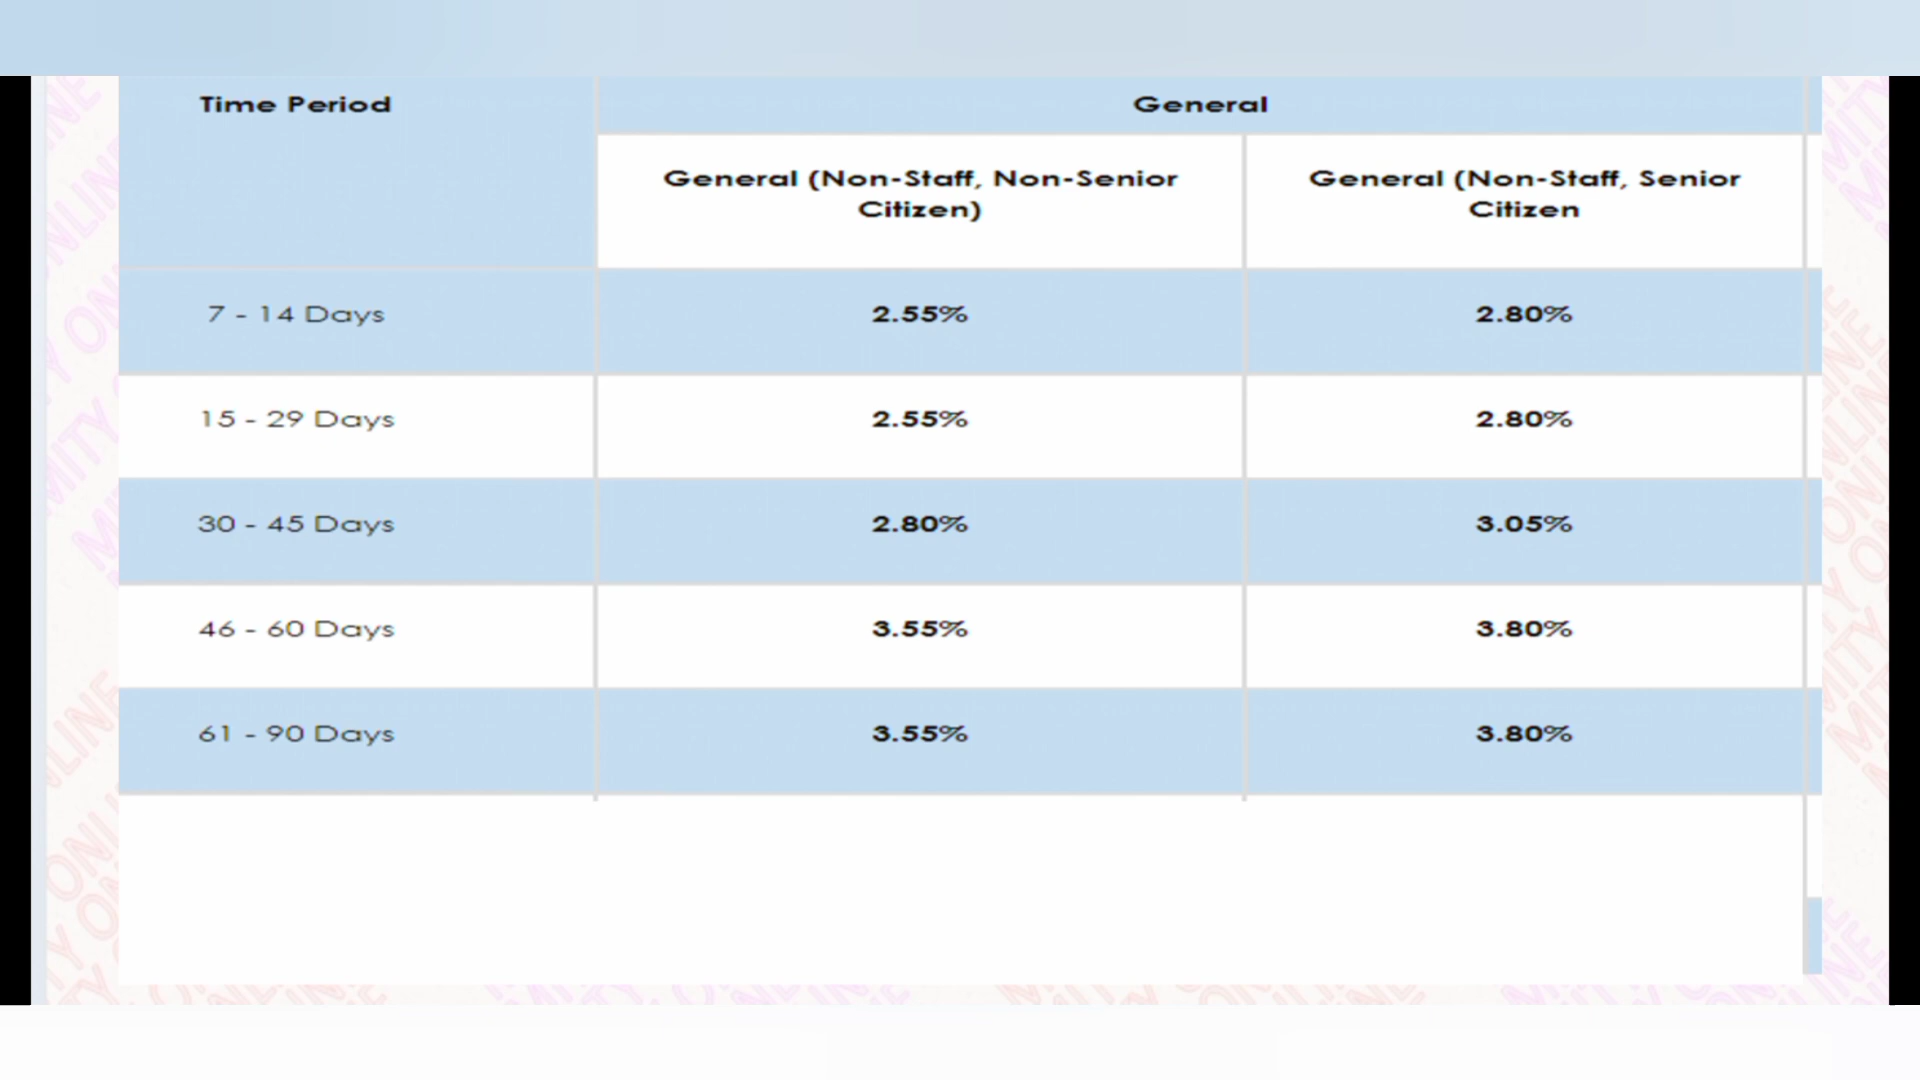 Time Period
General
General (Non-Staff, Non-Senior
Citizen)
General (Non-Staff, Senior
Citizen
7 - 14 Days
2.55%
2.80%
15 - 29 Days
2.55%
2.80%
30 - 45 Days
2.80%
3.05%
46 - 60 Days
3.55%
3.80%
61 - 90 Days
3.55%
3.80%